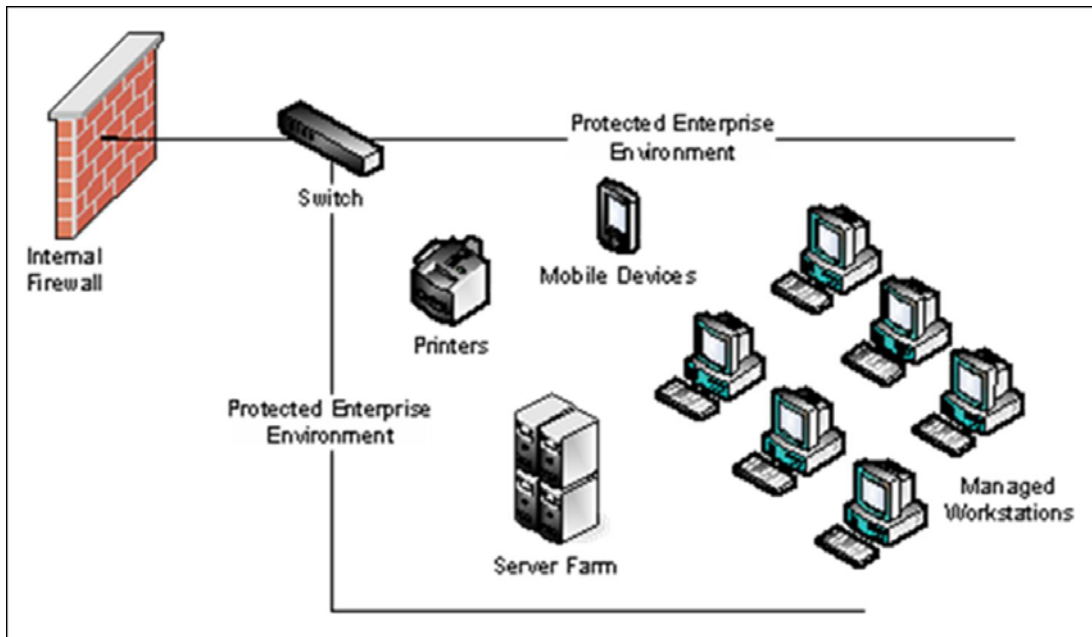 Protected Enterprise
Environment
Switch
Internal
Firewall
Mobile Devices
Printers
Protected Enterprise
Environment
Managed
Workstations
Server Farm